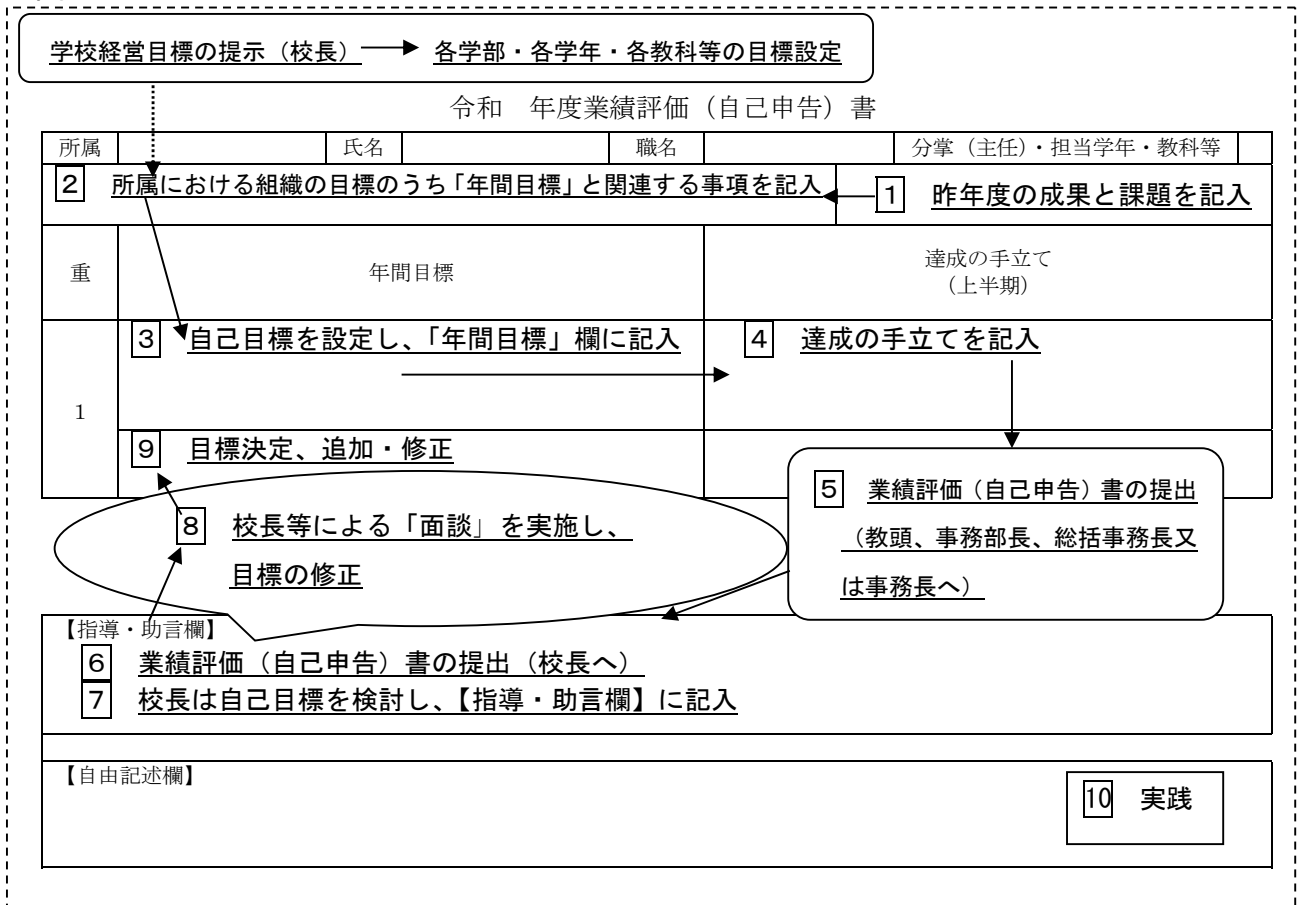 学校経営目標の提示（校長） 各学部・各学年・各教科等の目標設定
令和　年度業績評価（自己申告）書
所属 氏名 職名 分掌（主任）・担当学年・教科等
2 所属における組織の目標のうち「年間目標」と関連する事項を記入 1 昨年度の成果と課題を記入
重 年間目標 達成の手立て
（上半期）
3 自己目標を設定し、「年間目標」欄に記入 4 達成の手立てを記入
1
9 目標決定、追加・修正
5 業績評価（自己申告）書の提出
（教頭、事務部長、総括事務長又
は事務長へ）
8 校長等による「面談」を実施し、
目標の修正
【指導・助言欄】
6 業績評価（自己申告）書の提出（校長へ）
7 校長は自己目標を検討し、【指導・助言欄】に記入
【自由記述欄】
10 実践